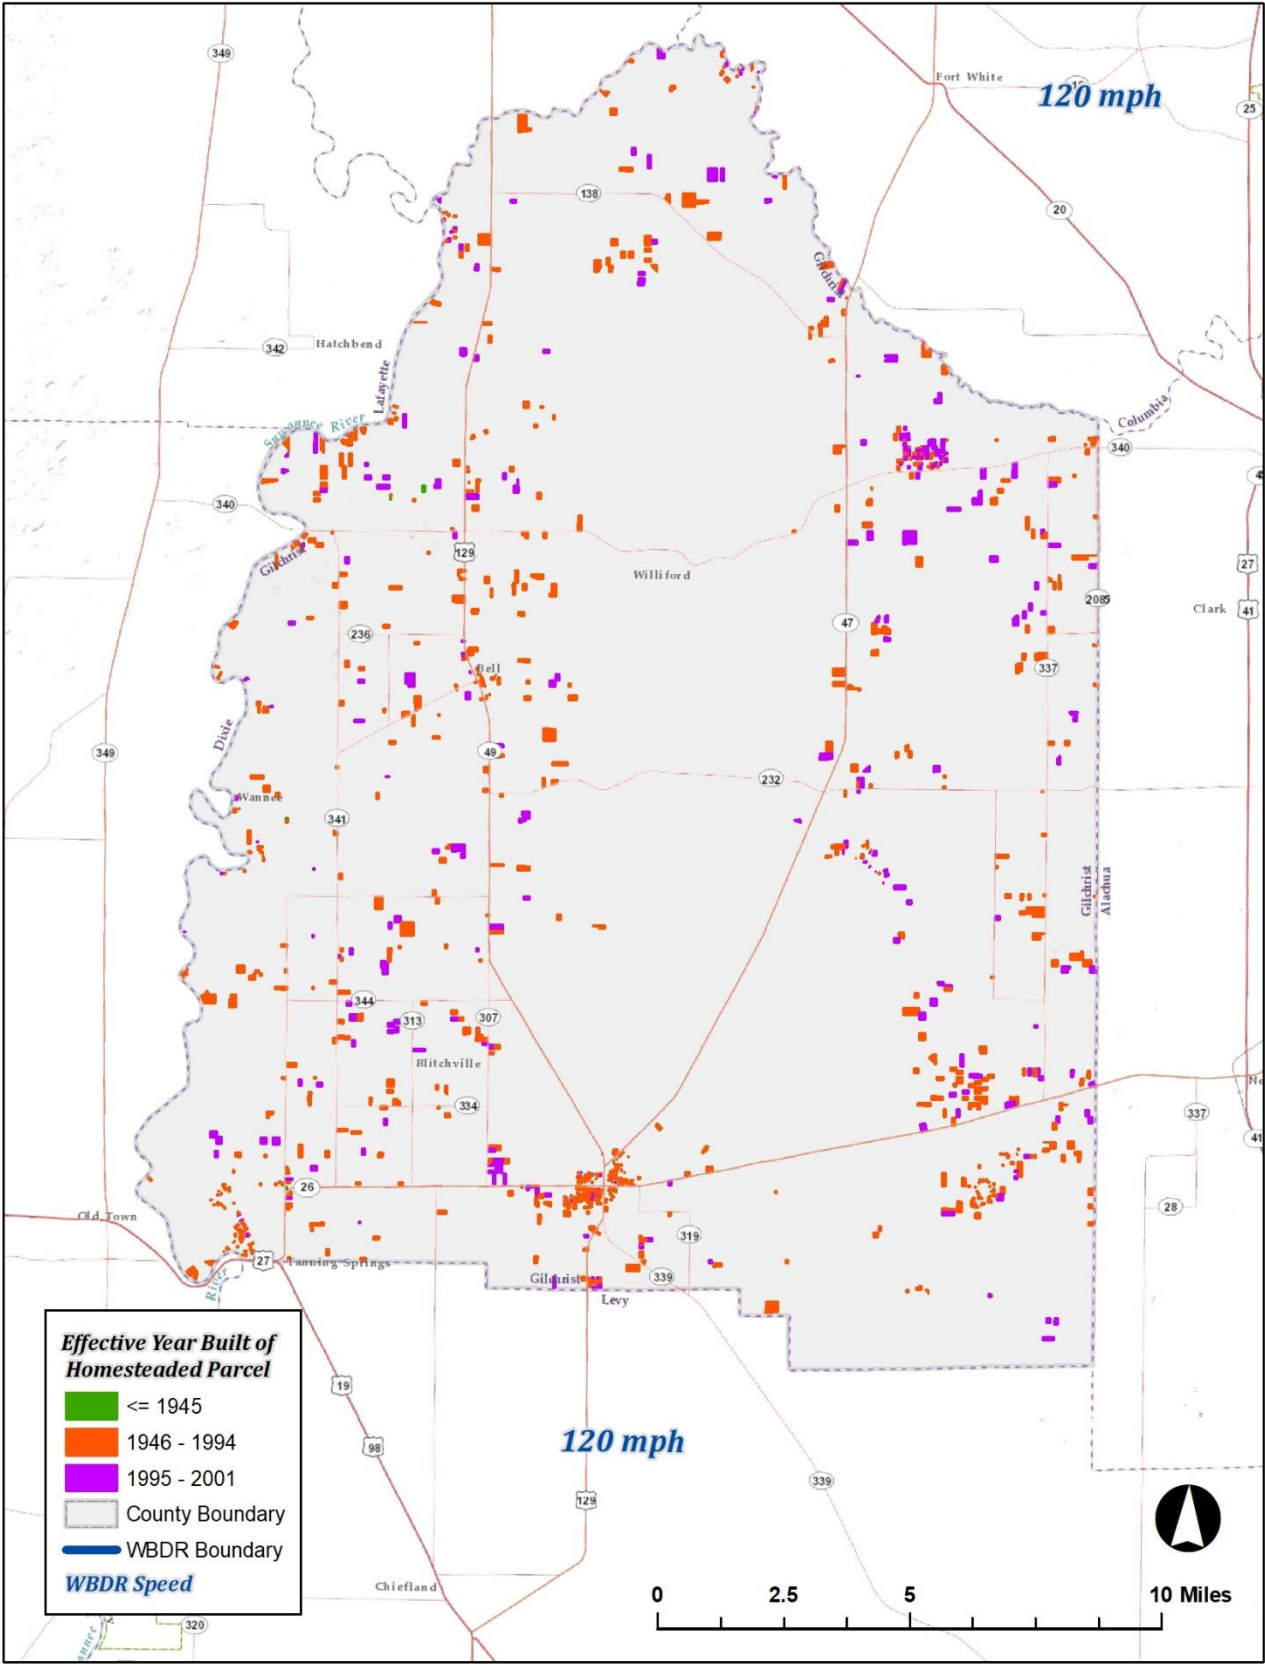 349
Fort White
120 mph
25
138
20
Gilchrist
342
Hatchbend
Lafayette
Suwannee River
Columbia
340
340
129
Gilchrist
Williford
27
2085
Clark
41
47
236
337
Bell
Dixie
349
49
232
Wannee
341
Gilchrist
Alachua
344
313
307
Blitchville
334
337
41
26
28
Old Town
319
27
Fanning Springs
River
339
Gilchrist
Levy
Effective Year Built of
Homesteaded Parcel
<= 1945
1946 - 1994
1995 - 2001
County Boundary
WBDR Boundary
WBDR Speed
19
98
120 mph
339
129
Chiefland
320
0
2.5
5
10 Miles